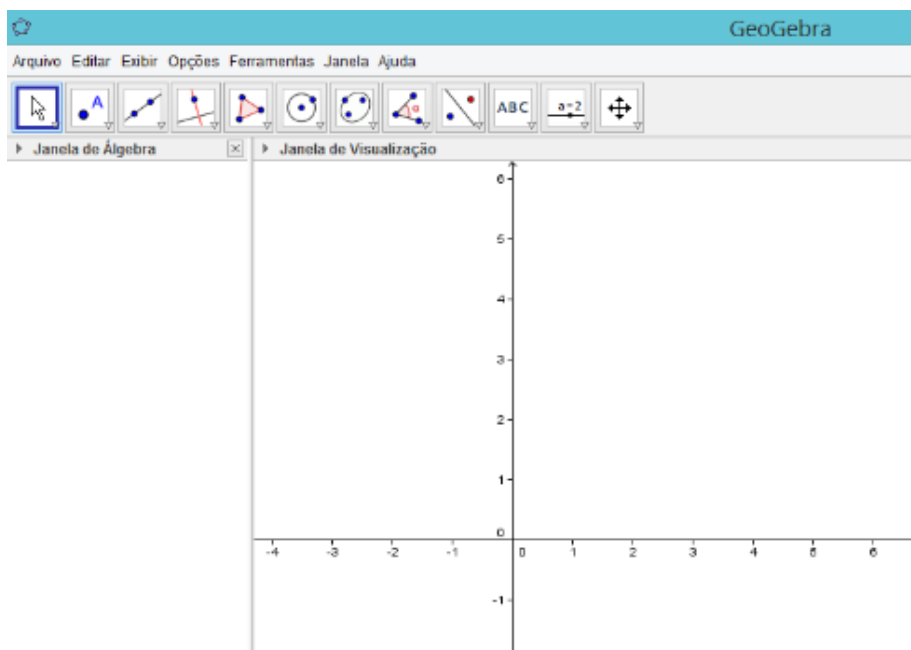 GeoGebra
Arquivo Editar Exibir Opções Ferramentas Janela Ajuda
A
α
ABC
a=2
Janela de Álgebra
Janela de Visualização
6
5
4
3
2
1
0
-4 -3 -2 -1 0 1 2 3 4 5 6
-1